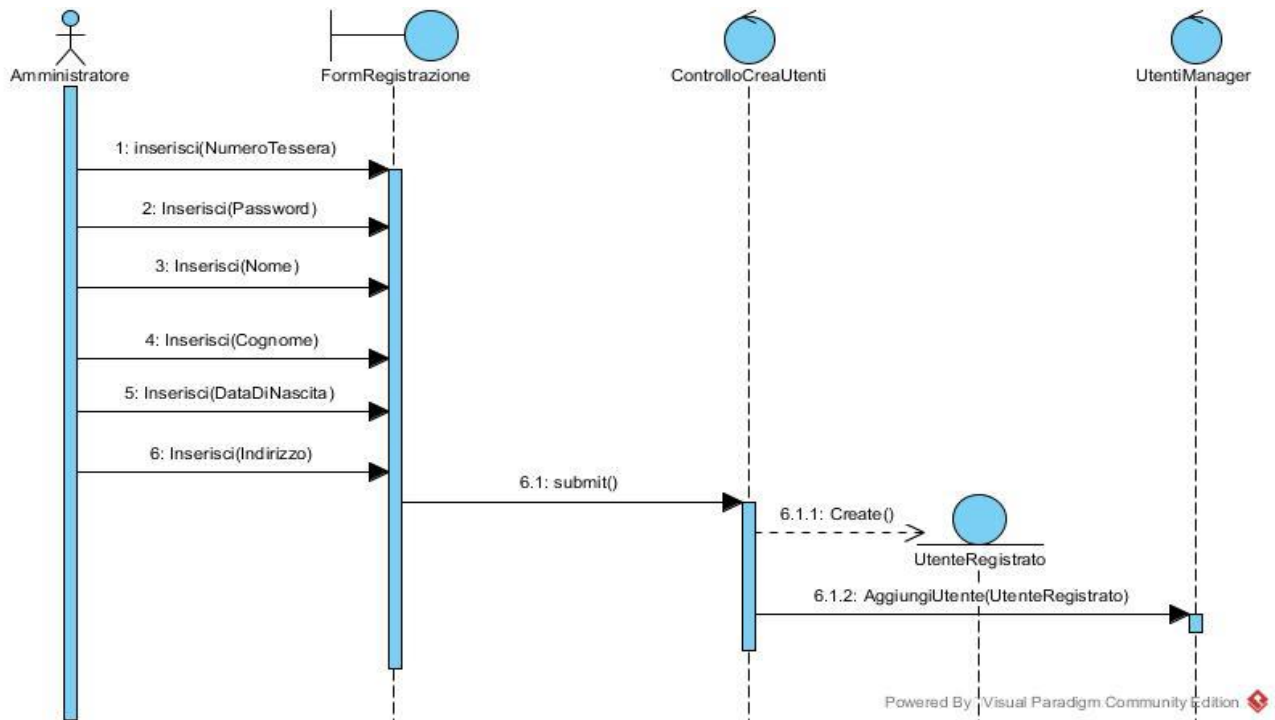 Amministratore
FormRegistrazione
ControlloCreaUtenti
UtentiManager
1: inserisci(NumeroTessera)
2: Inserisci(Password)
3: Inserisci(Nome)
4: Inserisci(Cognome)
5: Inserisci(DataDiNascita)
6: Inserisci(Indirizzo)
6.1: submit()
6.1.1: Create()
UtenteRegistrato
6.1.2: AggiungiUtente(UtenteRegistrato)
Powered By Visual Paradigm Community Edition